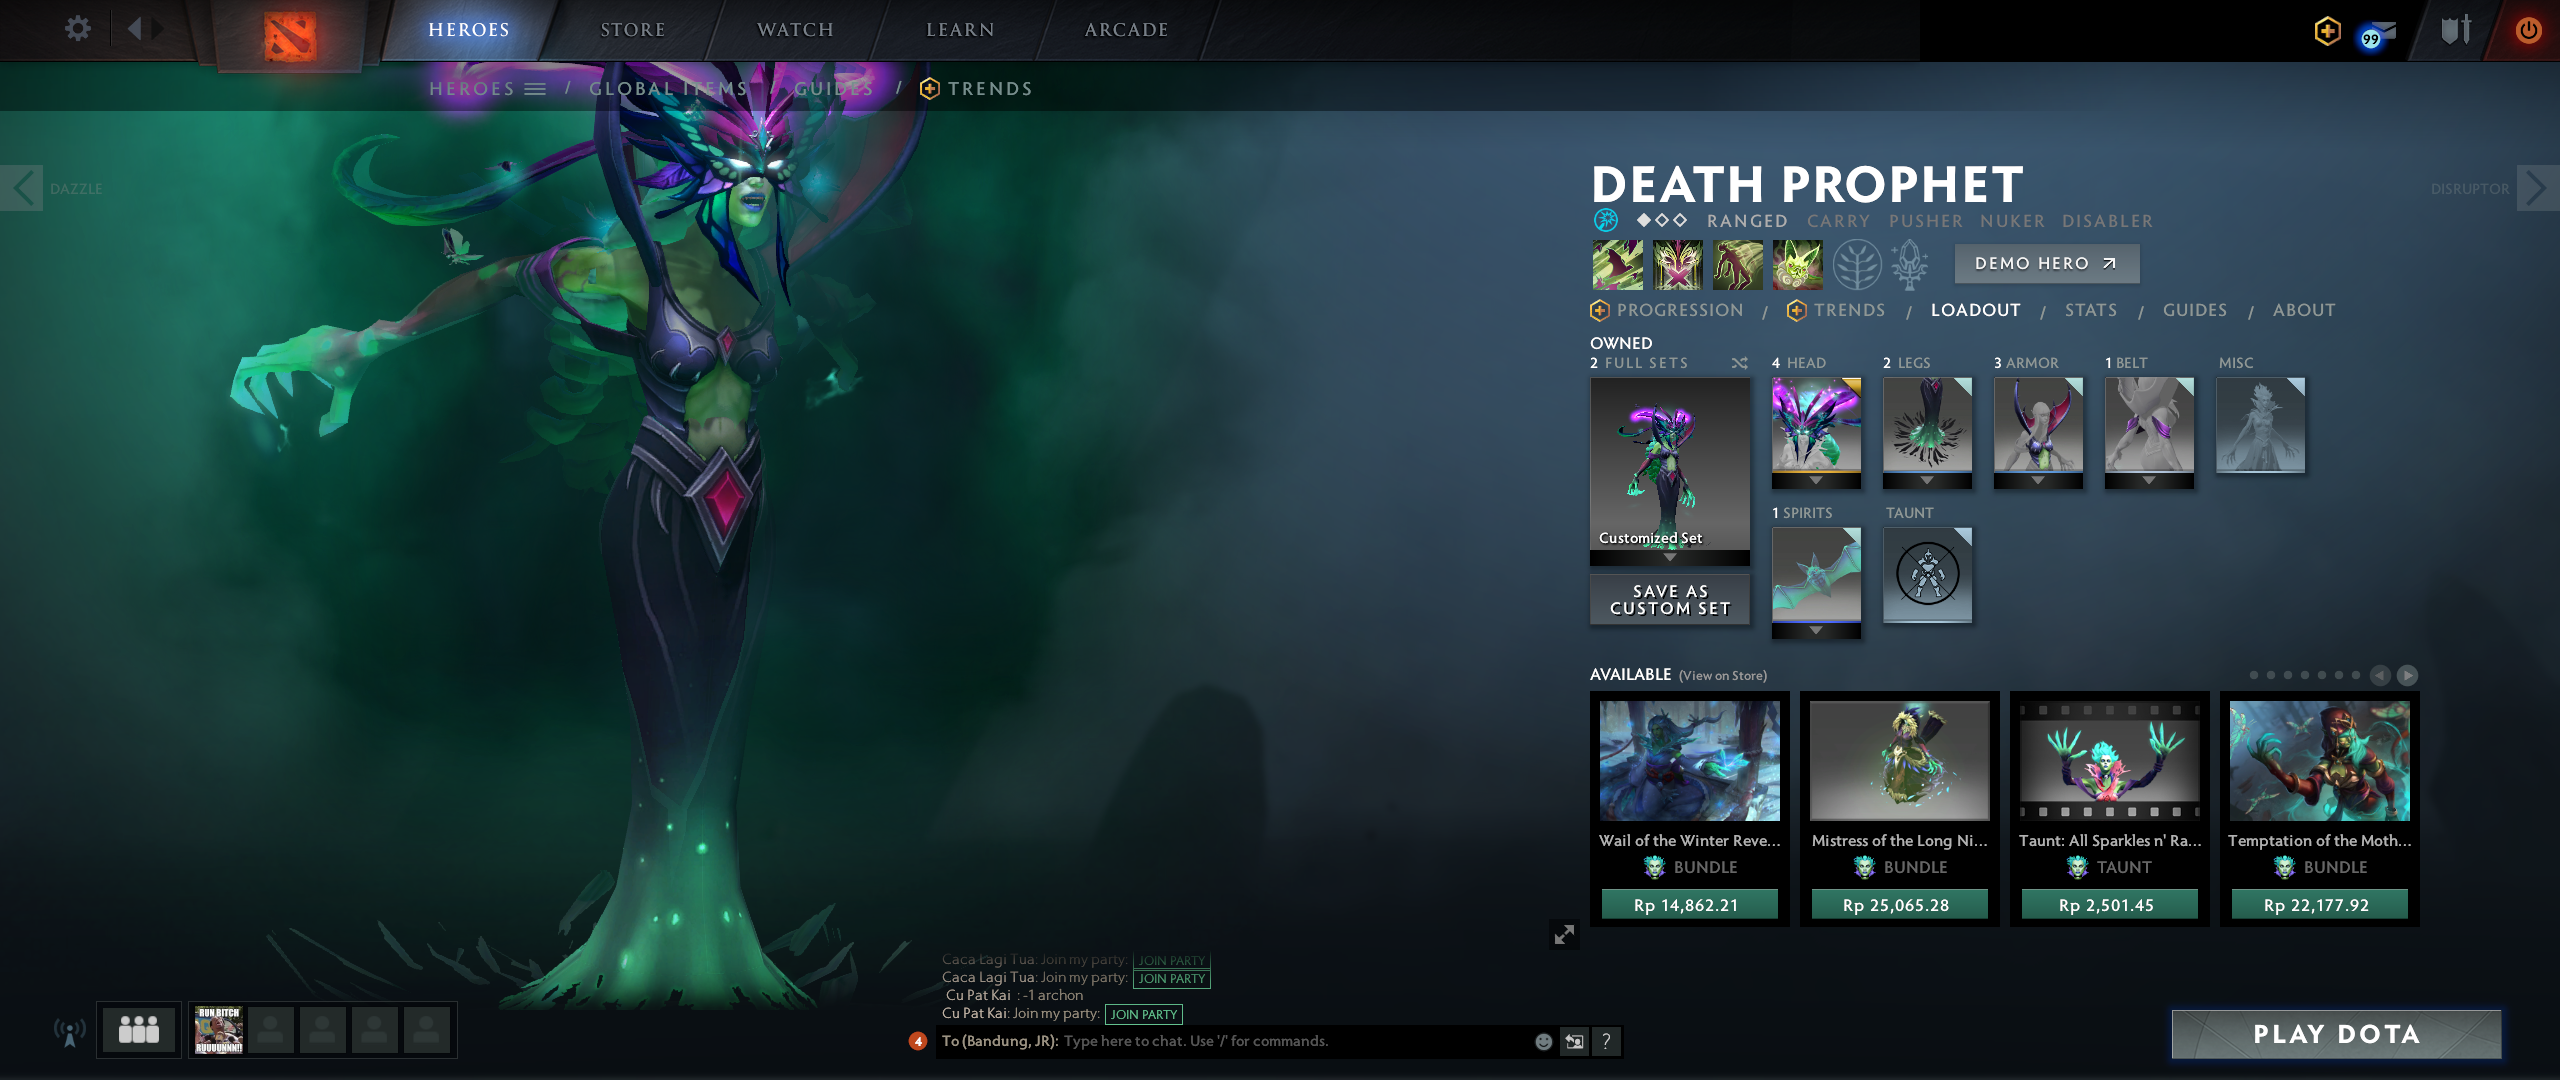 HEROES
STORE
WATCH
LEARN
ARCADE
99
HEROES / GLOBAL ITEMS / GUIDES / TRENDS
DAZZLE
DISRUPTOR
DEATH PROPHET
RANGED CARRY PUSHER NUKER DISABLER
DEMO HERO
PROGRESSION / TRENDS / LOADOUT / STATS / GUIDES / ABOUT
OWNED
2 FULL SETS
4 HEAD
2 LEGS
3 ARMOR
1 BELT
MISC
Customized Set
1 SPIRITS
TAUNT
SAVE AS
CUSTOM SET
AVAILABLE (View on Store)
Wail of the Winter Reve...
BUNDLE
Rp 14,862.21
Mistress of the Long Ni...
BUNDLE
Rp 25,065.28
Taunt: All Sparkles n' Ra...
TAUNT
Rp 2,501.45
Temptation of the Moth...
BUNDLE
Rp 22,177.92
Caca Lagi Tua: Join my party: JOIN PARTY
Caca Lagi Tua: Join my party: JOIN PARTY
Cu Pat Kai : -1 archon
Cu Pat Kai: Join my party: JOIN PARTY
4 To (Bandung, JR): Type here to chat. Use '/' for commands.
?
RUN BITCH
RUUUUNNN!!
PLAY DOTA